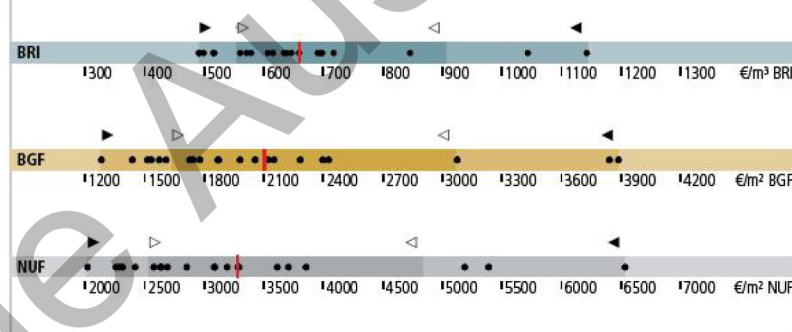 BRI
300 400 500 600 700 800 900 1000 1100 1200 1300 €/m³ BRI
BGF
1200 1500 1800 2100 2400 2700 3000 3300 3600 3900 4200 €/m² BGF
NUF
2000 2500 3000 3500 4000 4500 5000 5500 6000 6500 7000 €/m² NUF